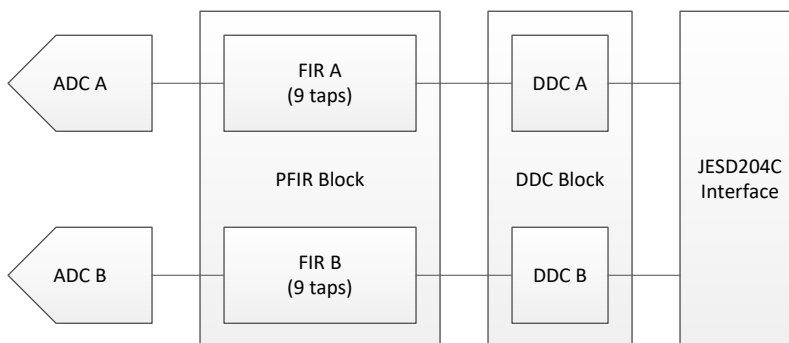 ADC A
FIR A
(9 taps)
DDC A
PFIR Block
DDC Block
JESD204C
Interface
ADC B
FIR B
(9 taps)
DDC B